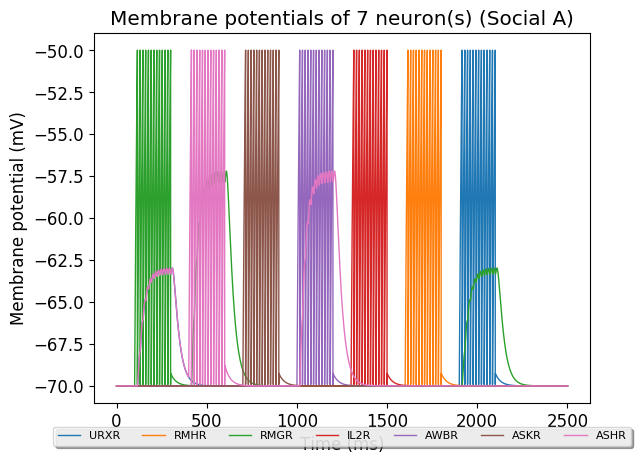 Membrane potentials of 7 neuron(s) (Social A)
Membrane potential (mV)
−50.0
−52.5
−55.0
−57.5
−60.0
−62.5
−65.0
−67.5
−70.0
0 500 1000 1500 2000 2500
Time (ms)
URXR RMHR RMGR IL2R AWBR ASKR ASHR